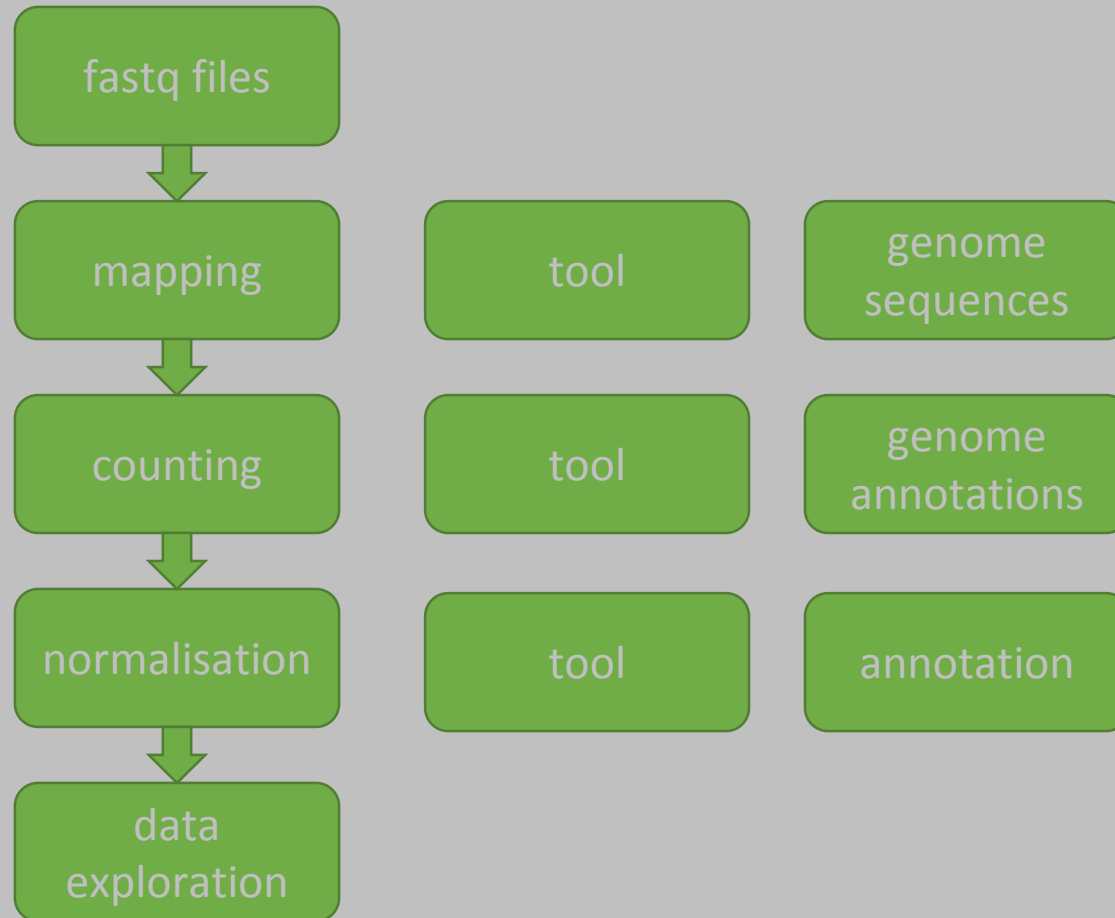 fastq files
mapping
tool
genome
sequences
counting
tool
genome
annotations
normalisation
tool
annotation
data
exploration